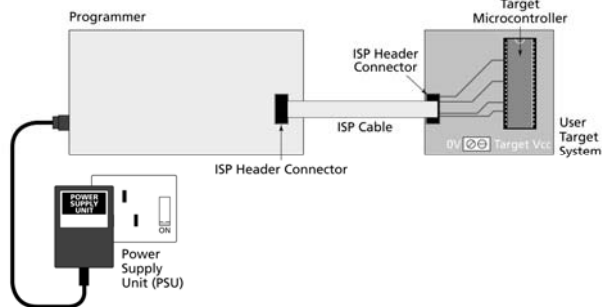 Programmer
Target
Microcontroller
ISP Header
Connector
ISP Cable
ISP Header Connector
0V
Target Vcc
User
Target
System
POWER
SUPPLY
UNIT
ON
Power
Supply
Unit (PSU)